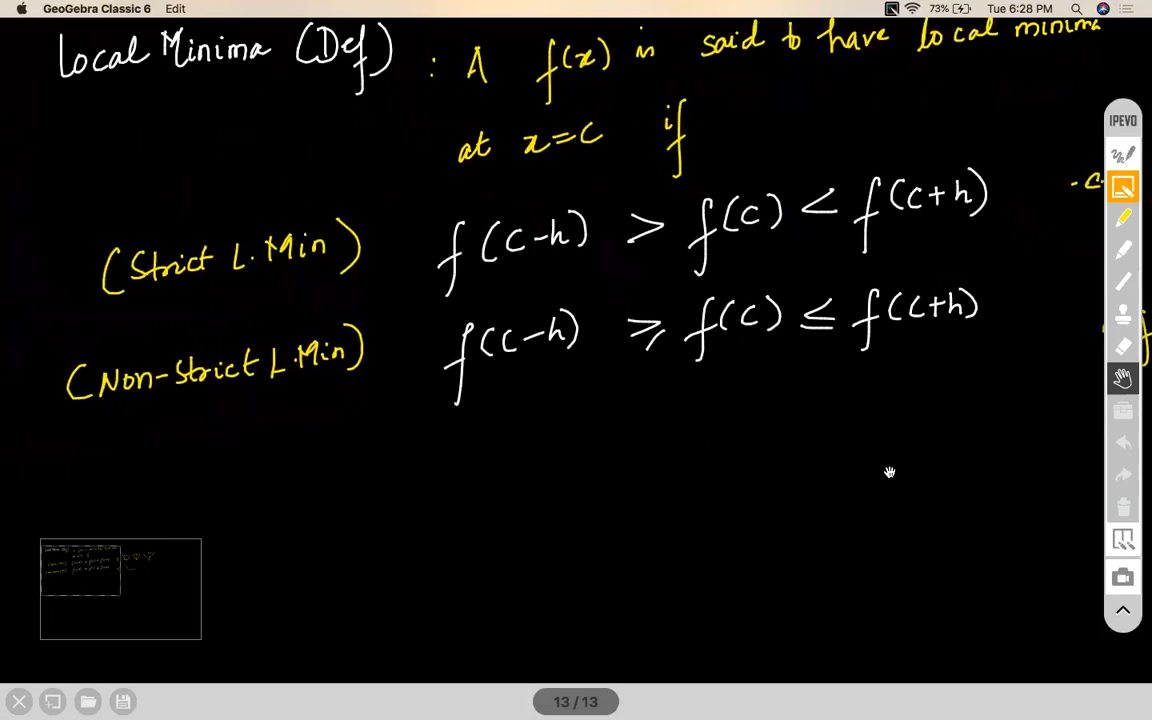 GeoGebra Classic 6 Edit 73% Tue 6:28 PM
Local Minima (Def) : A f(x) is said to have local minima
at x=c if
IPEVO
(Strict L.Min) f(c-h) > f(c) < f(c+h)
(Non-strict L.Min) f(c-h) ≥ f(c) ≤ f(c+h)
13 / 13